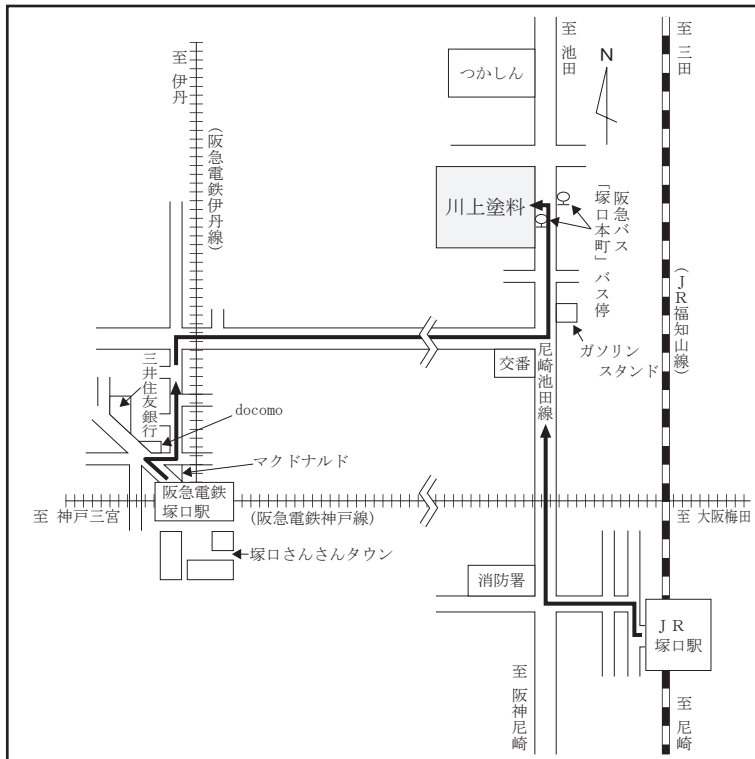 至 伊丹
(阪急電鉄伊丹線)
つかしん
至 池田
N
至 三田
川上塗料
阪急バス
「塚口本町」バス停
(JR福知山線)
ガソリン
スタンド
交番
尼崎池田線
三井住友銀行
docomo
マクドナルド
阪急電鉄
塚口駅
至 神戸三宮
(阪急電鉄神戸線)
至 大阪梅田
塚口さんさんタウン
消防署
JR
塚口駅
至 阪神尼崎
至 尼崎